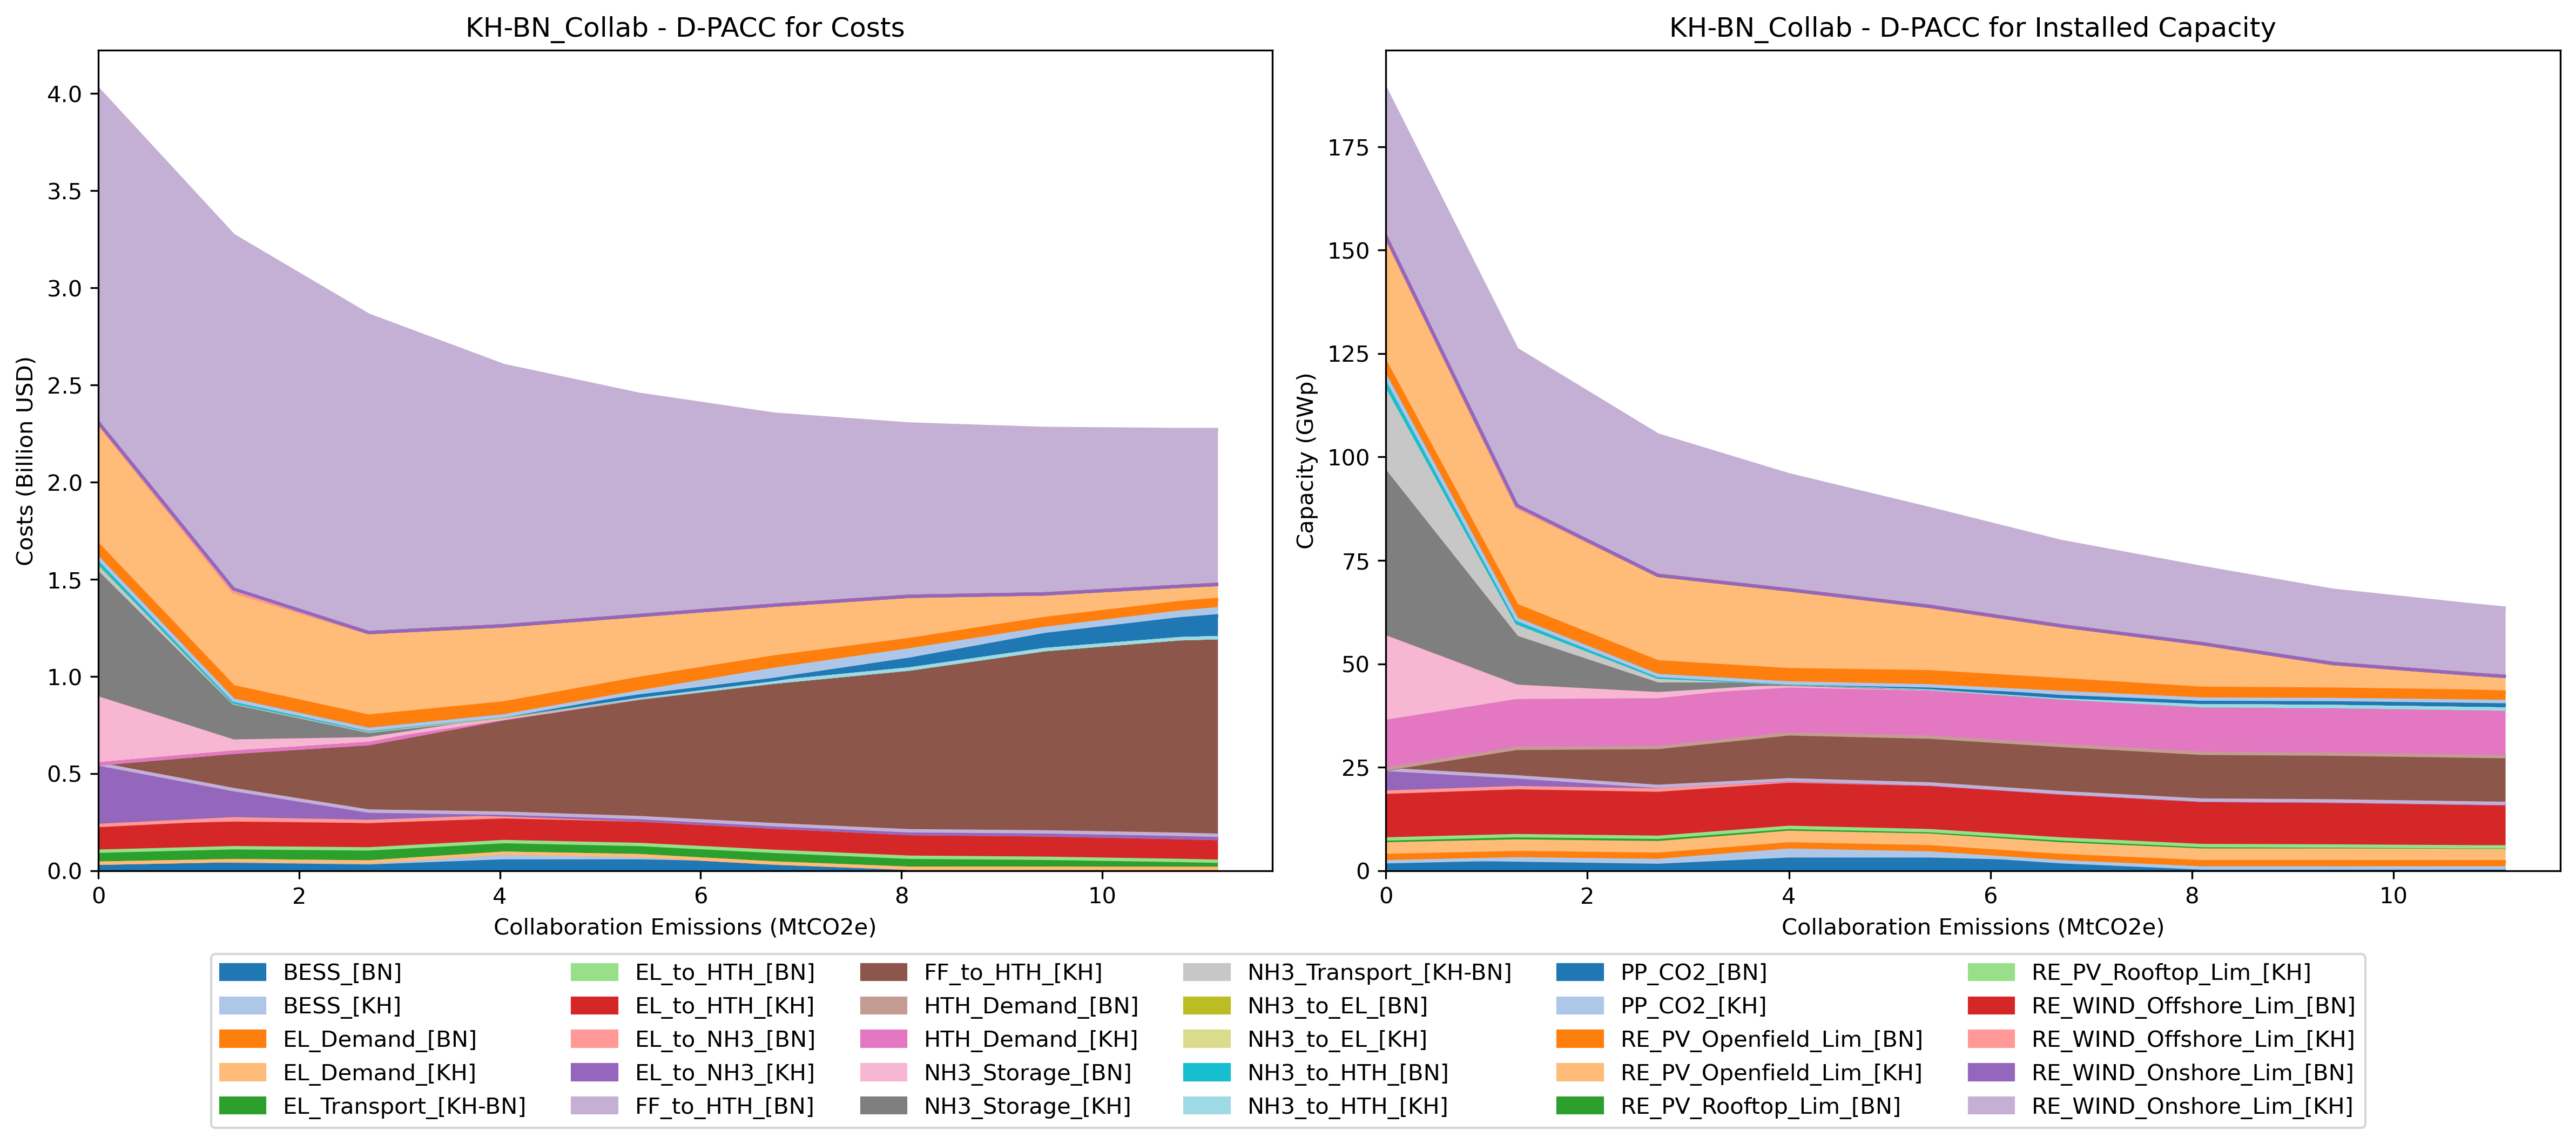 KH-BN_Collab - D-PACC for Costs
Costs (Billion USD)
4.0
3.5
3.0
2.5
2.0
1.5
1.0
0.5
0.0
0 2 4 6 8 10
Collaboration Emissions (MtCO2e)
KH-BN_Collab - D-PACC for Installed Capacity
Capacity (GWp)
175
150
125
100
75
50
25
0
0 2 4 6 8 10
Collaboration Emissions (MtCO2e)
BESS_[BN]
BESS_[KH]
EL_Demand_[BN]
EL_Demand_[KH]
EL_Transport_[KH-BN]
EL_to_HTH_[BN]
EL_to_HTH_[KH]
EL_to_NH3_[BN]
EL_to_NH3_[KH]
FF_to_HTH_[BN]
FF_to_HTH_[KH]
HTH_Demand_[BN]
HTH_Demand_[KH]
NH3_Storage_[BN]
NH3_Storage_[KH]
NH3_Transport_[KH-BN]
NH3_to_EL_[BN]
NH3_to_EL_[KH]
NH3_to_HTH_[BN]
NH3_to_HTH_[KH]
PP_CO2_[BN]
PP_CO2_[KH]
RE_PV_Openfield_Lim_[BN]
RE_PV_Openfield_Lim_[KH]
RE_PV_Rooftop_Lim_[BN]
RE_PV_Rooftop_Lim_[KH]
RE_WIND_Offshore_Lim_[BN]
RE_WIND_Offshore_Lim_[KH]
RE_WIND_Onshore_Lim_[BN]
RE_WIND_Onshore_Lim_[KH]